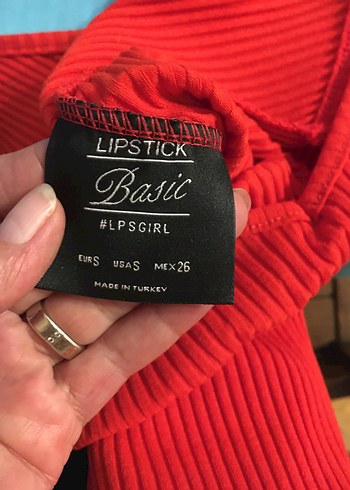 LIPSTICK
Basic
#LPSGIRL
EUR S USA S MEX 26
MADE IN TURKEY